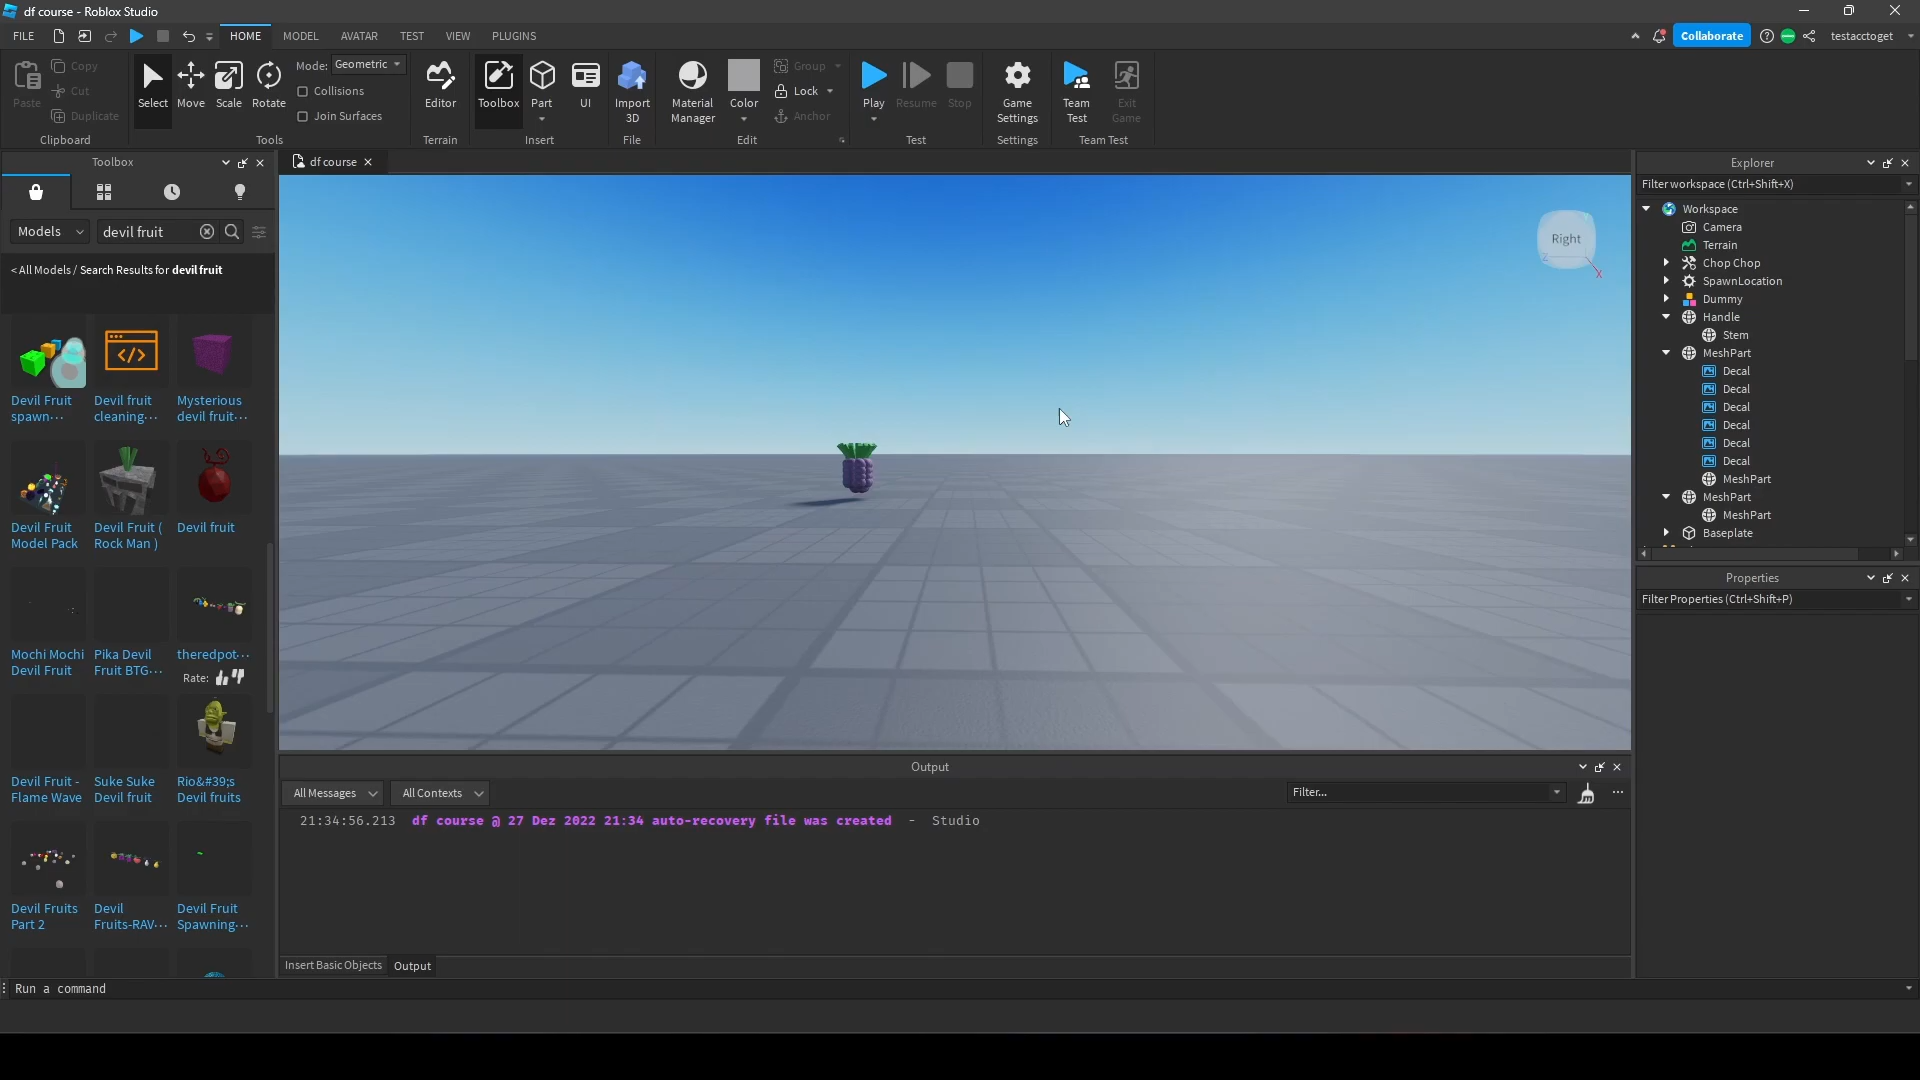 df course - Roblox Studio
FILE
HOME
MODEL
AVATAR
TEST
VIEW
PLUGINS
Collaborate
testacctoget
Paste
Copy
Cut
Duplicate
Clipboard
Select
Move
Scale
Rotate
Mode: Geometric
Collisions
Join Surfaces
Tools
Editor
Terrain
Toolbox
Part
UI
Insert
Import
3D
File
Material
Manager
Color
Group
Lock
Anchor
Edit
Play
Resume
Stop
Test
Game
Settings
Settings
Team
Test
Exit
Game
Team Test
Toolbox
Models
devil fruit
< All Models / Search Results for devil fruit
Devil Fruit
spawn...
Devil fruit
cleaning...
Mysterious
devil fruit...
Devil Fruit
Model Pack
Devil Fruit (
Rock Man )
Devil fruit
Mochi Mochi
Devil Fruit
Pika Devil
Fruit BTG...
theredpot...
Rate:
Devil Fruit -
Flame Wave
Suke Suke
Devil fruit
Rio&#39;s
Devil fruits
Devil Fruits
Part 2
Devil
Fruits-RAV...
Devil Fruit
Spawning...
df course
Right
Y
Z
X
Output
All Messages
All Contexts
Filter...
21:34:56.213 df course @ 27 Dez 2022 21:34 auto-recovery file was created - Studio
Insert Basic Objects
Output
Run a command
Explorer
Filter workspace (Ctrl+Shift+X)
Workspace
Camera
Terrain
Chop Chop
SpawnLocation
Dummy
Handle
Stem
MeshPart
Decal
Decal
Decal
Decal
Decal
Decal
MeshPart
MeshPart
MeshPart
Baseplate
Properties
Filter Properties (Ctrl+Shift+P)